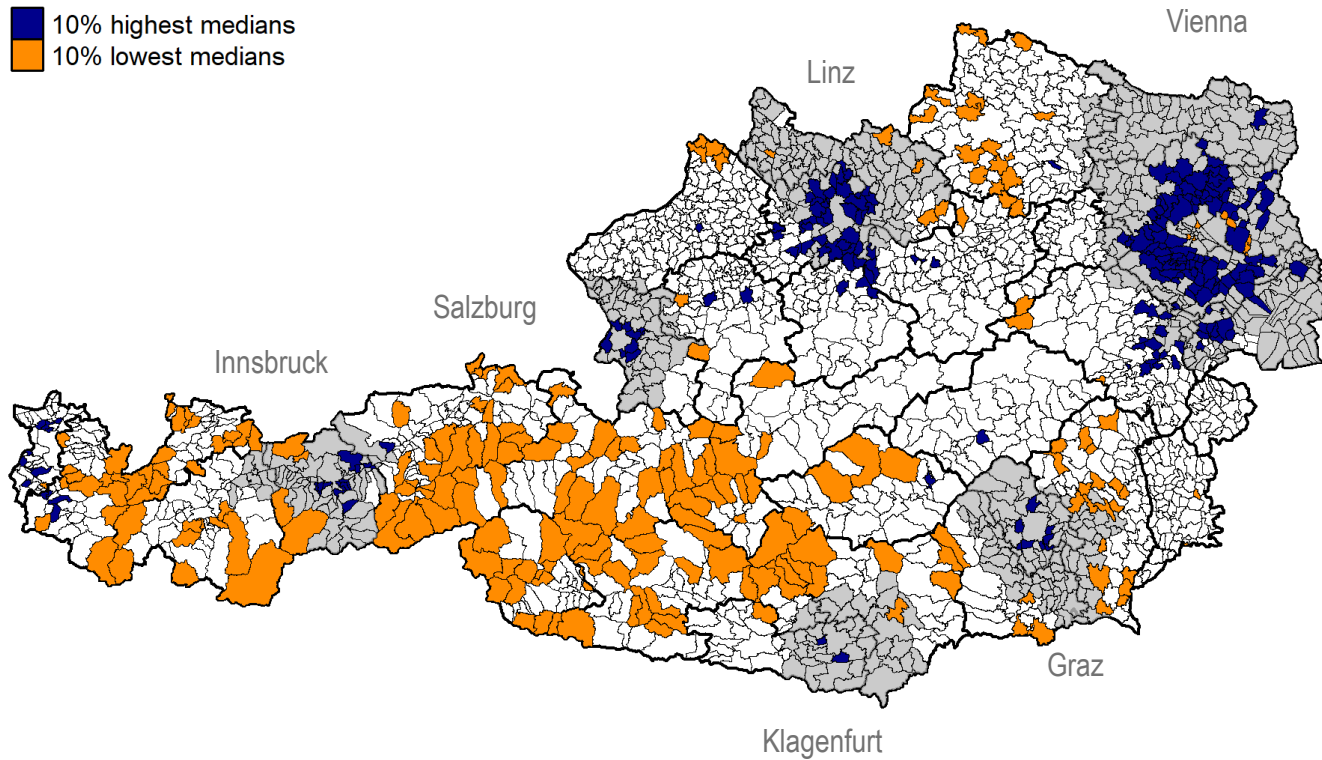 10% highest medians
10% lowest medians
Vienna
Linz
Salzburg
Innsbruck
Graz
Klagenfurt